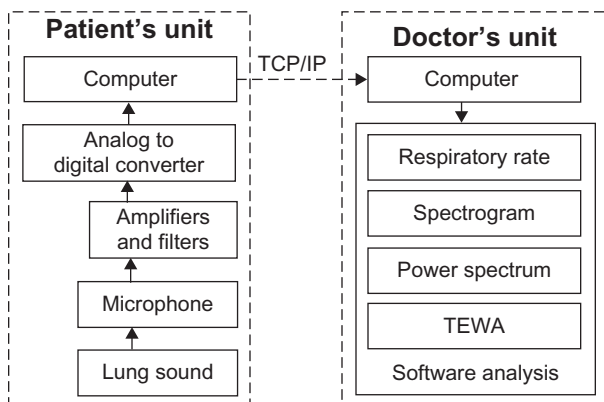 Patient's unit
Computer
Analog to
digital converter
Amplifiers
and filters
Microphone
Lung sound
TCP/IP
Doctor's unit
Computer
Respiratory rate
Spectrogram
Power spectrum
TEWA
Software analysis